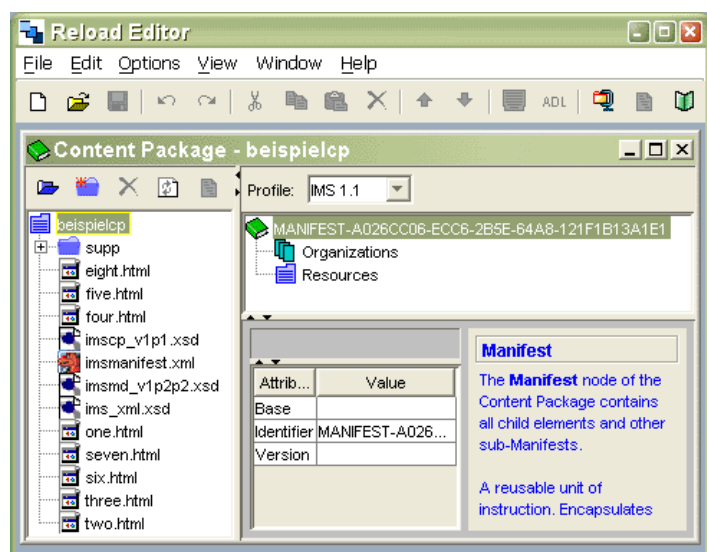 Reload Editor
File Edit Options View Window Help
ADL
Content Package - beispielcp
Profile: IMS 1.1
beispielcp
supp
eight.html
five.html
four.html
imscp_v1p1.xsd
imsmanifest.xml
imsmd_v1p2p2.xsd
ims_xml.xsd
one.html
seven.html
six.html
three.html
two.html
MANIFEST-A026CC06-ECC6-2B5E-64A8-121F1B13A1E1
Organizations
Resources
Attrib... Value
Base
Identifier MANIFEST-A026...
Version
Manifest
The Manifest node of the
Content Package contains
all child elements and other
sub-Manifests.
A reusable unit of
instruction. Encapsulates